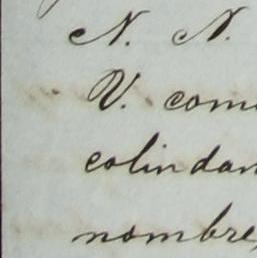 N. N.
V. com
colindan
nombre,